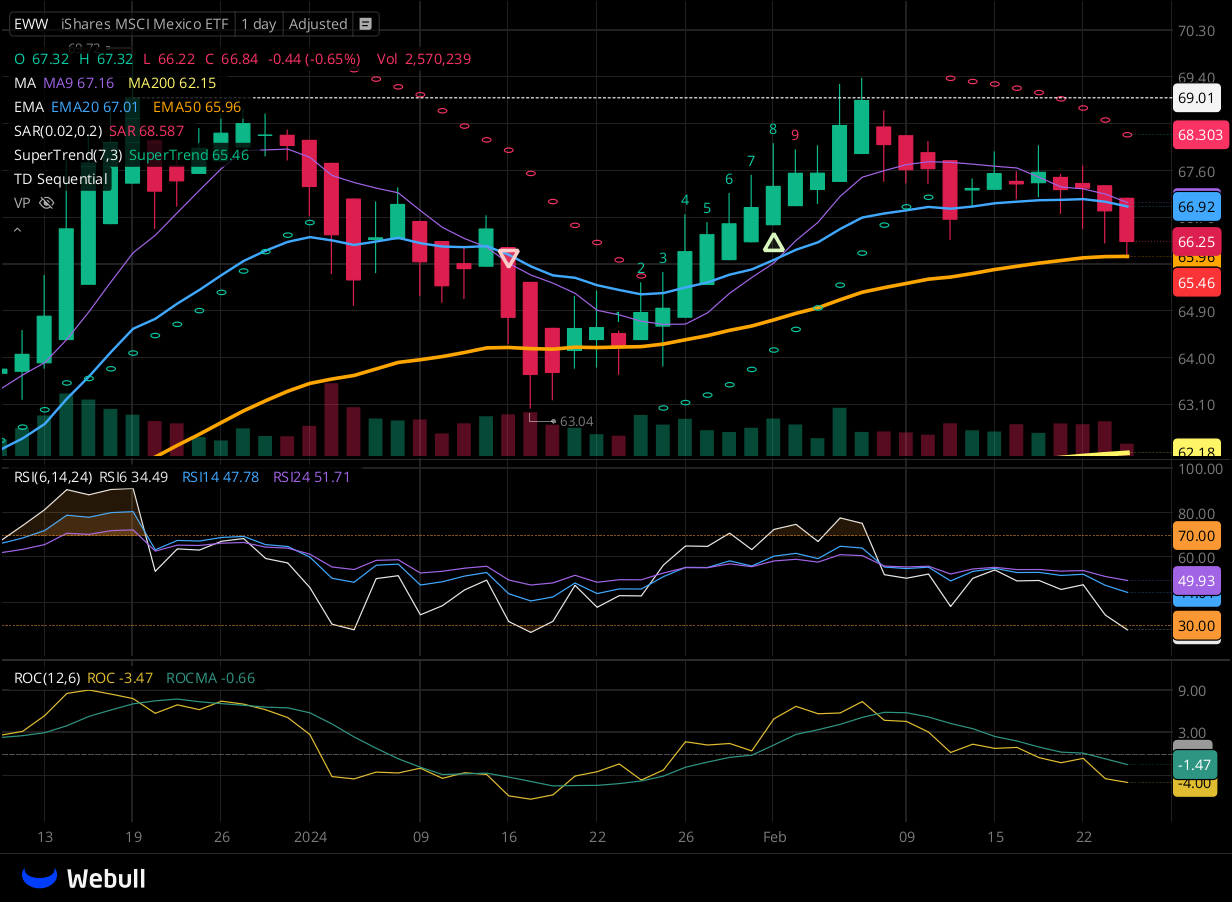 EWW iShares MSCI Mexico ETF 1 day Adjusted
O 67.32 H 67.32 L 66.22 C 66.84 -0.44 (-0.65%) Vol 2,570,239
MA MA9 67.16 MA200 62.15
EMA EMA20 67.01 EMA50 65.96
SAR(0.02,0.2) SAR 68.587
SuperTrend(7,3) SuperTrend 65.46
TD Sequential
VP
8 9
7
6
4
5
3
2
1
63.04
70.30
69.40
69.01
68.303
67.60
66.92
66.25
65.96
65.46
64.90
64.00
63.10
62.18
RSI(6,14,24) RSI6 34.49 RSI14 47.78 RSI24 51.71
100.00
80.00
70.00
60.00
49.93
30.00
ROC(12,6) ROC -3.47 ROCMA -0.66
9.00
3.00
-1.47
-4.00
13 19 26 2024 09 16 22 26 Feb 09 15 22
Webull